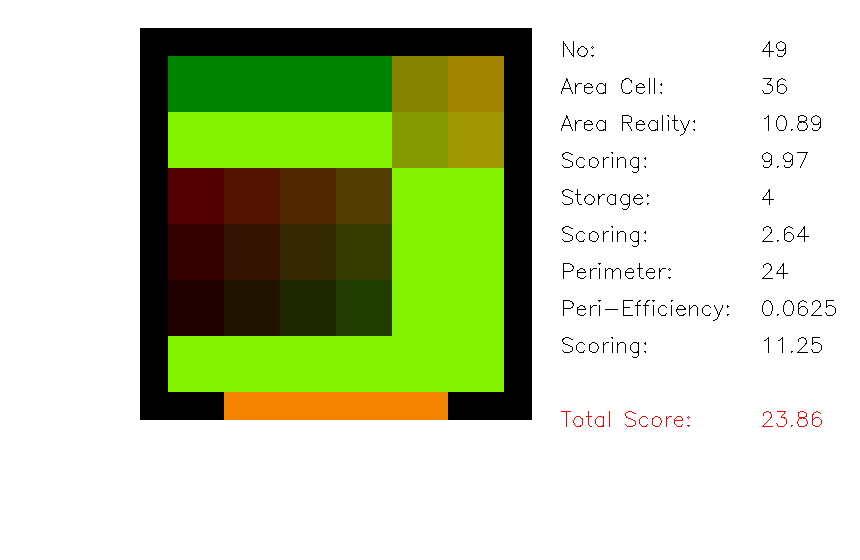 No: 49
Area Cell: 36
Area Reality: 10.89
Scoring: 9.97
Storage: 4
Scoring: 2.64
Perimeter: 24
Peri-Efficiency: 0.0625
Scoring: 11.25
Total Score: 23.86